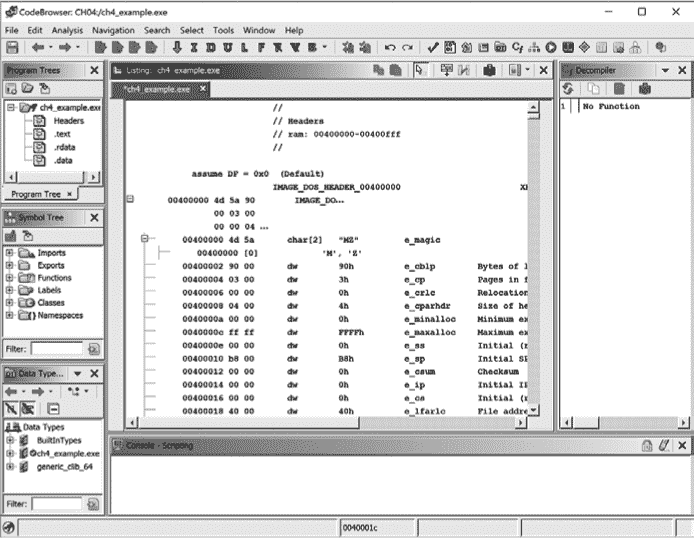 CodeBrowser: CH04:/ch4_example.exe
File Edit Analysis Navigation Search Select Tools Window Help
I D U L F R V B
Program Trees
ch4_example.exe
Headers
.text
.rdata
.data
Program Tree
Symbol Tree
Imports
Exports
Functions
Labels
Classes
Namespaces
Filter:
Data Type...
Data Types
BuiltInTypes
ch4_example.exe
generic_clib_64
Filter:
Listing: ch4_example.exe
*ch4_example.exe
//
// Headers
// ram: 00400000-00400fff
//
assume DF = 0x0 (Default)
IMAGE_DOS_HEADER_00400000
00400000 4d 5a 90 IMAGE_DO...
00 03 00
00 00 04 ...
00400000 4d 5a char[2] "MZ" e_magic
00400000 [0] 'M', 'Z'
00400002 90 00 dw 90h e_cblp Bytes of l
00400004 03 00 dw 3h e_cp Pages in f
00400006 00 00 dw 0h e_crlc Relocation
00400008 04 00 dw 4h e_cparhdr Size of he
0040000a 00 00 dw 0h e_minalloc Minimum ex
0040000c ff ff dw FFFFh e_maxalloc Maximum ex
0040000e 00 00 dw 0h e_ss Initial (r
00400010 b8 00 dw B8h e_sp Initial SP
00400012 00 00 dw 0h e_csum Checksum
00400014 00 00 dw 0h e_ip Initial IP
00400016 00 00 dw 0h e_cs Initial (r
00400018 40 00 dw 40h e_lfarlc File addre
Decompiler
1 No Function
Console - Scripting
0040001c